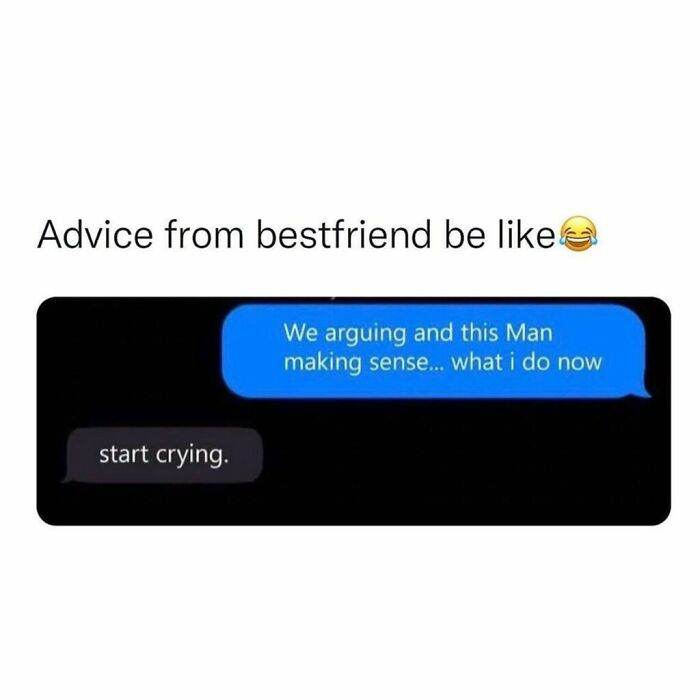 Advice from bestfriend be like😂
We arguing and this Man
making sense... what i do now
start crying.